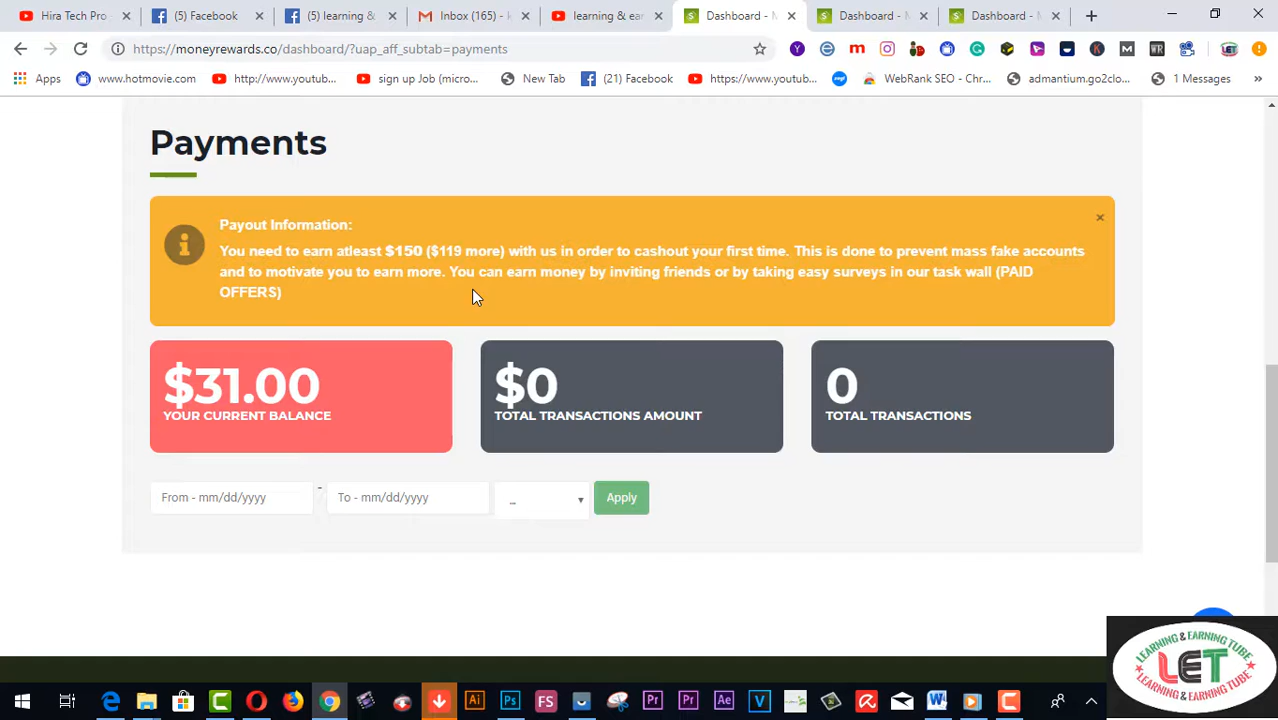 Hira Tech Pro
(5) Facebook
(5) learning &
Inbox (165) -
learning & ear
Dashboard - M
Dashboard - M
Dashboard - M
https://moneyrewards.co/dashboard/?uap_aff_subtab=payments
Apps
www.hotmovie.com
http://www.youtub...
sign up Job (micro...
New Tab
(21) Facebook
https://www.youtub...
WebRank SEO - Chr...
admantium.go2clo...
1 Messages
Payments
Payout Information:
You need to earn atleast $150 ($119 more) with us in order to cashout your first time. This is done to prevent mass fake accounts
and to motivate you to earn more. You can earn money by inviting friends or by taking easy surveys in our task wall (PAID
OFFERS)
$31.00
YOUR CURRENT BALANCE
$0
TOTAL TRANSACTIONS AMOUNT
0
TOTAL TRANSACTIONS
From - mm/dd/yyyy
-
To - mm/dd/yyyy
...
Apply
LEARNING & EARNING TUBE
LET
LEARNING & EARNING TUBE